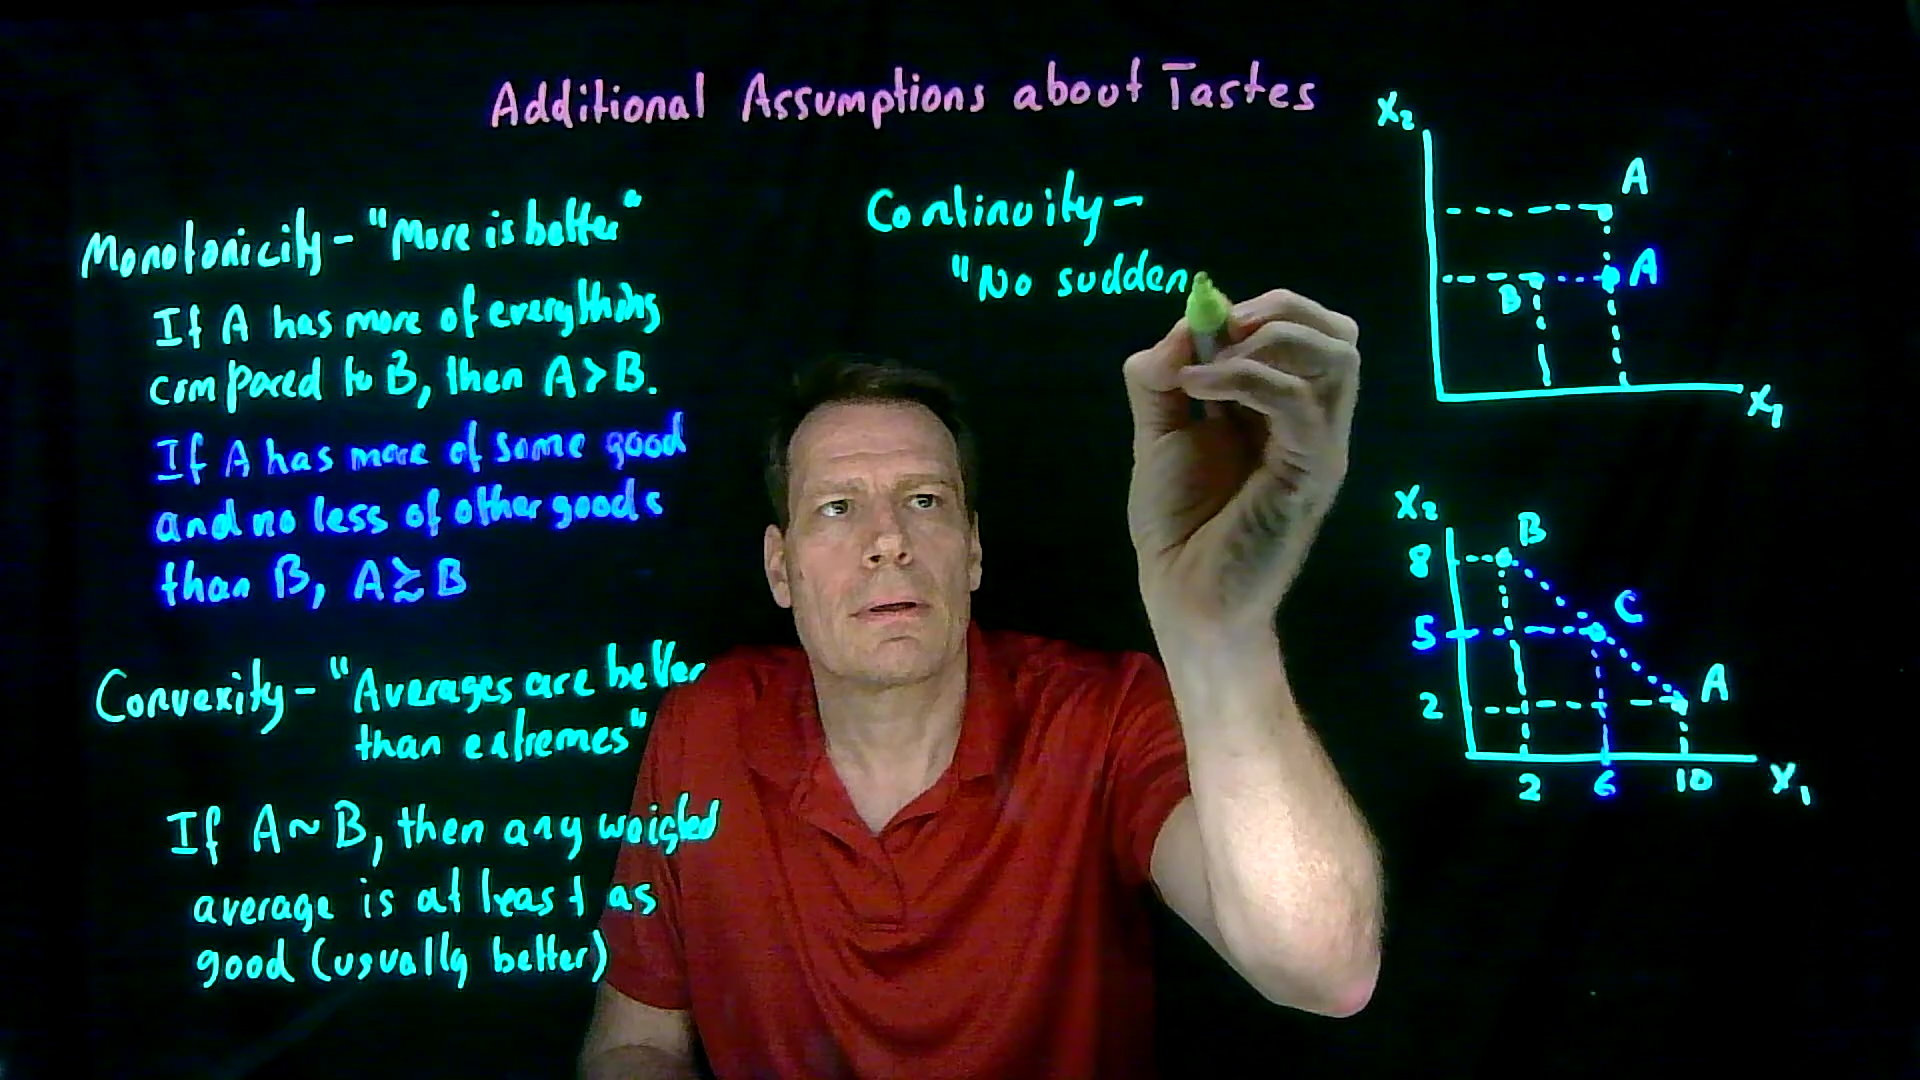 Additional Assumptions about Tastes
Monotonicity - "More is better"
If A has more of everything
compared to B, then A > B.
If A has more of some good
and no less of other goods
than B, A ≿ B
Convexity - "Averages are better
than extremes"
If A ~ B, then any weigted
average is at least as
good (usually better)
Continuity -
"No sudden
X₂
A
A
B
X₁
X₂
B
8
C
5
A
2
2 6 10 X₁